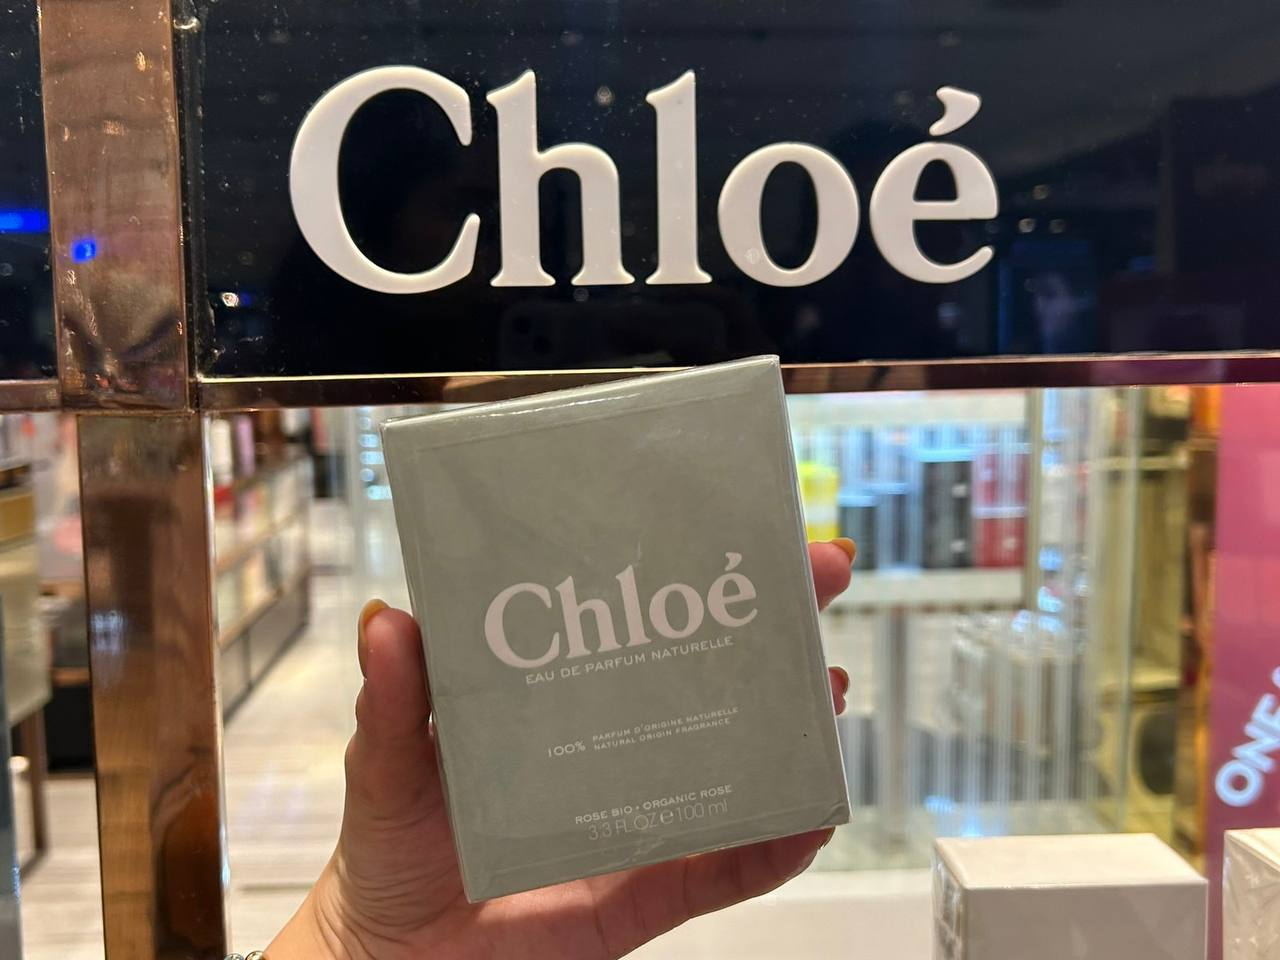 Chloé
Chloé
EAU DE PARFUM NATURELLE
100% PARFUM D'ORIGINE NATURELLE
NATURAL ORIGIN FRAGRANCE
ROSE BIO • ORGANIC ROSE
3.3 FL.OZ ℮ 100 ml